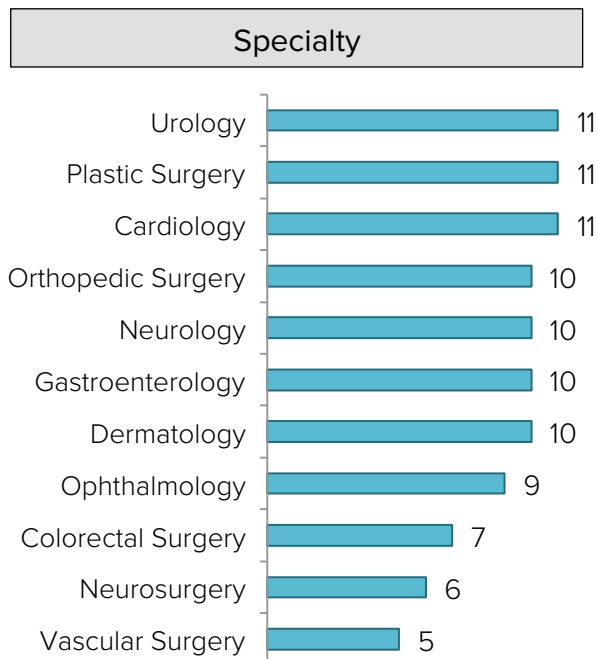 Specialty
Urology 11
Plastic Surgery 11
Cardiology 11
Orthopedic Surgery 10
Neurology 10
Gastroenterology 10
Dermatology 10
Ophthalmology 9
Colorectal Surgery 7
Neurosurgery 6
Vascular Surgery 5